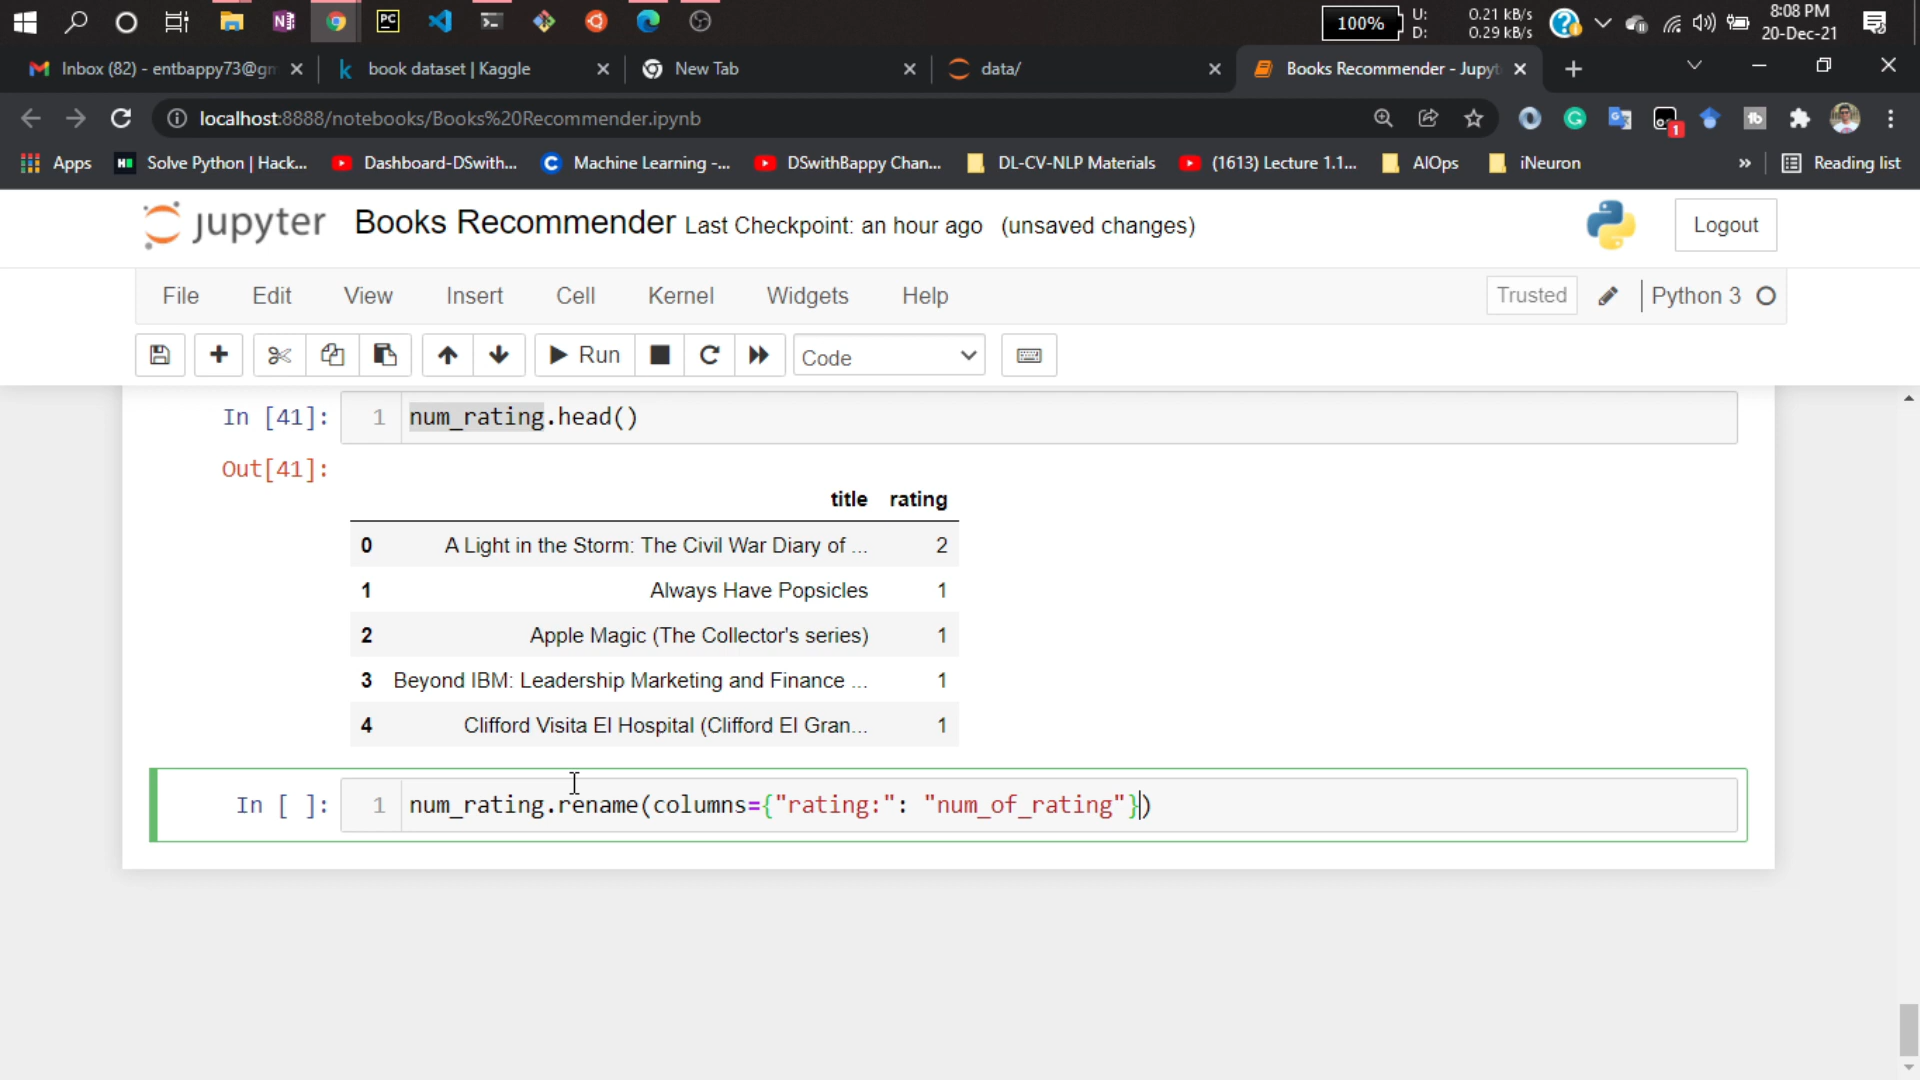 100%
U: 0.21 kB/s
D: 0.29 kB/s
8:08 PM
20-Dec-21
Inbox (82) - entbappy73@gm
book dataset | Kaggle
New Tab
data/
Books Recommender - Jupyt
localhost:8888/notebooks/Books%20Recommender.ipynb
1
Apps
Solve Python | Hack...
Dashboard-DSwith...
Machine Learning -...
DSwithBappy Chan...
DL-CV-NLP Materials
(1613) Lecture 1.1...
AIOps
iNeuron
»
Reading list
jupyter Books Recommender Last Checkpoint: an hour ago (unsaved changes)
Logout
File Edit View Insert Cell Kernel Widgets Help
Trusted
Python 3
Run
Code
In [41]: 1 num_rating.head()
Out[41]:
title rating
0 A Light in the Storm: The Civil War Diary of ... 2
1 Always Have Popsicles 1
2 Apple Magic (The Collector's series) 1
3 Beyond IBM: Leadership Marketing and Finance ... 1
4 Clifford Visita El Hospital (Clifford El Gran... 1
In [ ]: 1 num_rating.rename(columns={"rating:": "num_of_rating"})